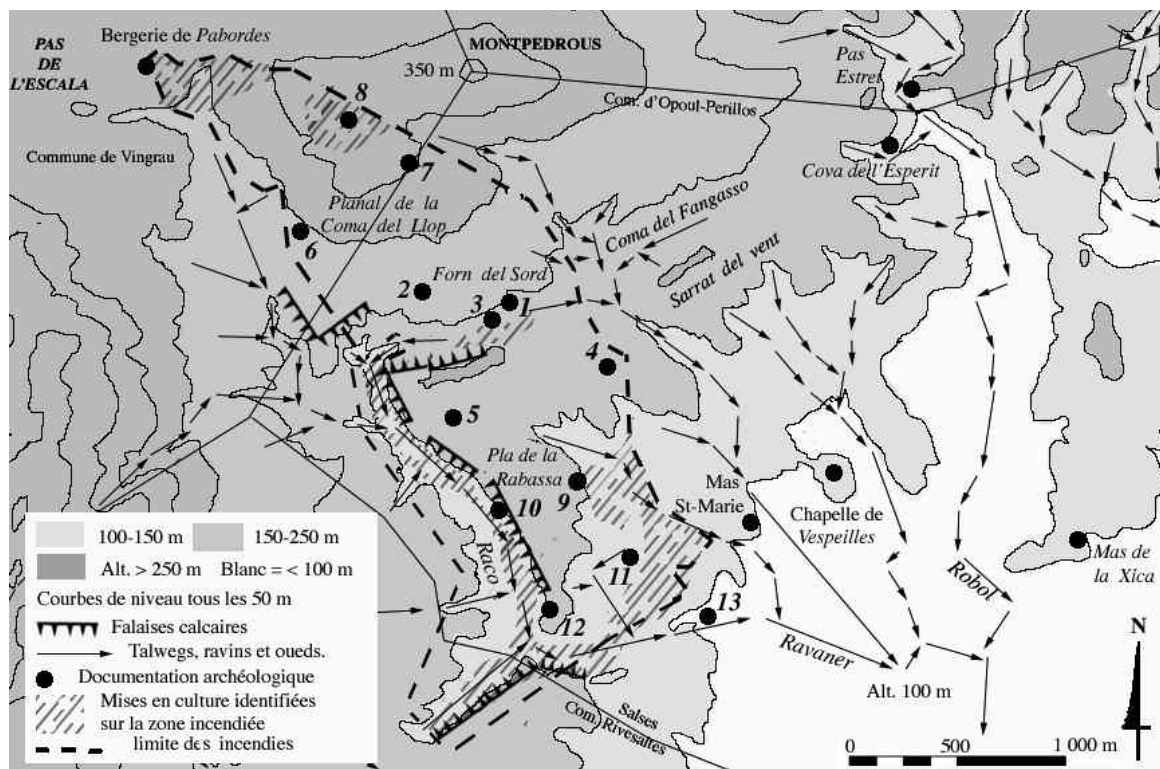 PAS
DE
L'ESCALA
Bergerie de Pabordes
MONTPEDROUS
350 m
Pas
Estret
Com. d'Opoul-Perillos
8
Commune de Vingrau
7
Cova de l'Esperit
Planal de la
Coma del Llop
6
Coma del Fangasso
Forn del Sord
Sarrat del vent
2
3
1
4
5
Pla de la
Rabassa
9
Mas
St-Marie
10
Chapelle de
Vespeilles
Raco
11
Mas de
la Xica
Robol
12
13
Ravaner
N
Alt. 100 m
Salses
Com. Rivesaltes
0 500 1 000 m
100-150 m 150-250 m
Alt. > 250 m Blanc = < 100 m
Courbes de niveau tous les 50 m
Falaises calcaires
Talwegs, ravins et oueds.
Documentation archéologique
Mises en culture identifiées
sur la zone incendiée
limite des incendies